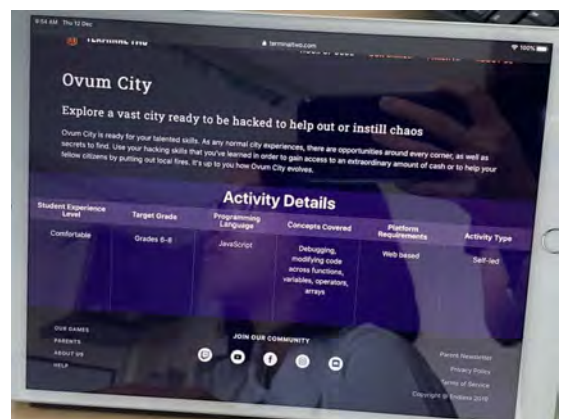 9:54 AM Thu 12 Dec
terminaltwo.com
100%
Ovum City
Explore a vast city ready to be hacked to help out or instill chaos
Ovum City is ready for your talented skills. As any normal city experiences, there are opportunities around every corner, as well as
secrets to find. Use your hacking skills that you've learned in order to gain access to an extraordinary amount of cash or to help your
fellow citizens by putting out local fires. It's up to you how Ovum City evolves.
Activity Details
Student Experience
Level
Target Grade
Programming
Language
Concepts Covered
Platform
Requirements
Activity Type
Comfortable
Grades 6-8
JavaScript
Debugging,
modifying code
across functions,
variables, operators,
arrays
Web based
Self-led
OUR GAMES
PARENTS
ABOUT US
HELP
JOIN OUR COMMUNITY
Parent Newsletter
Privacy Policy
Terms of Service
Copyright © Endless 2019